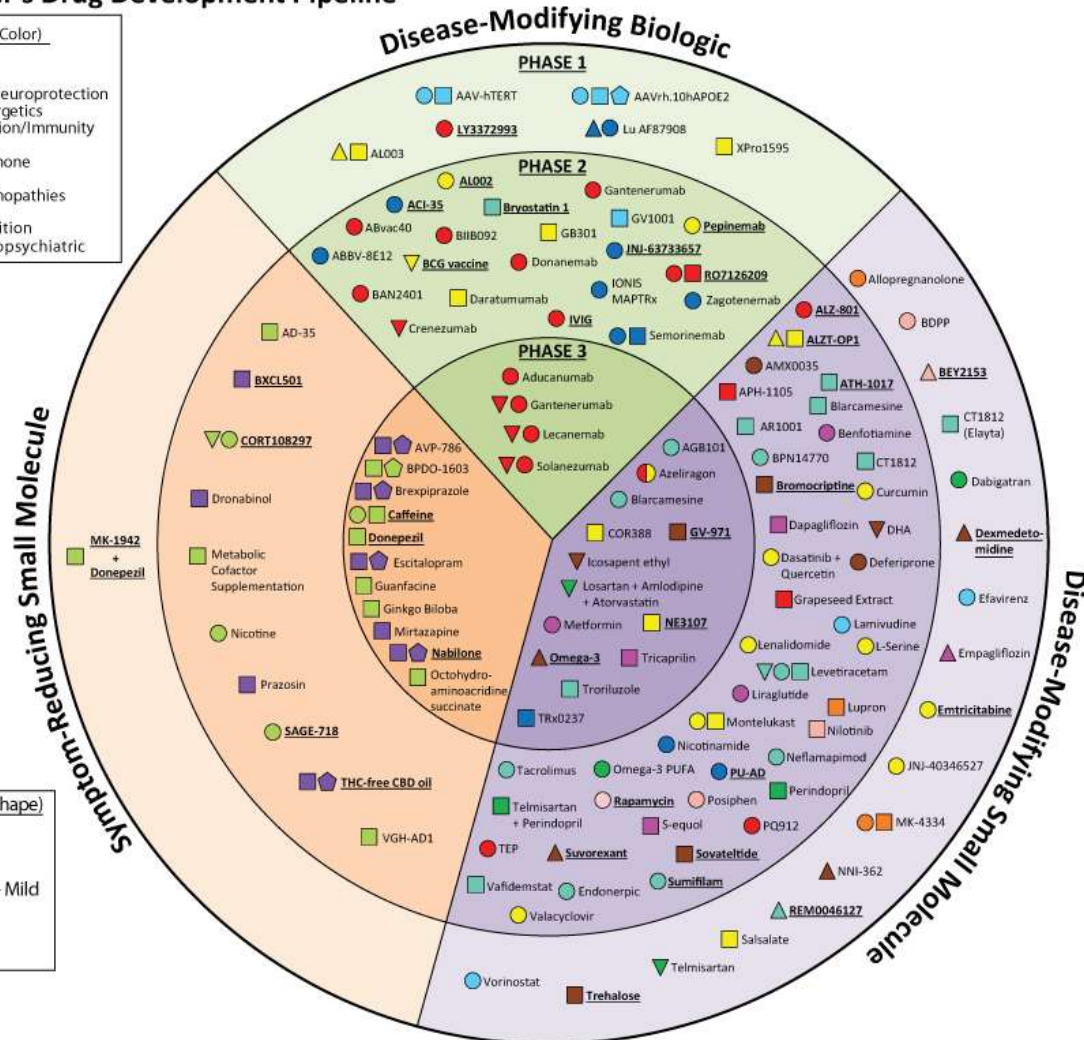 Drug Development Pipeline
Color)
europrotection
rgetics
ion/Immunity
none
nopathies
ition
opsychiatric
Disease-Modifying Biologic
PHASE 1
AAV-hTERT
AAVrh.10hAPOE2
LY3372993
Lu AF87908
AL003
XPro1595
PHASE 2
AL002
Gantenerumab
ACI-35
Bryostatin 1
GV1001
Pepinemab
ABvac40
BIIB092
GB301
JNJ-63733657
ABBV-8E12
BCG vaccine
Donanemab
RO7126209
BAN2401
Daratumumab
IONIS
MAPTRx
Zagotenemab
Crenezumab
IVIG
Semorinemab
PHASE 3
Aducanumab
Gantenerumab
Lecanemab
Solanezumab
Symptom-Reducing Small Molecule
MK-1942
+
Donepezil
AD-35
BXCL501
CORT108297
Dronabinol
Metabolic
Cofactor
Supplementation
Nicotine
Prazosin
SAGE-718
THC-free CBD oil
VGH-AD1
AVP-786
BPDO-1603
Brexpiprazole
Caffeine
Donepezil
Escitalopram
Guanfacine
Ginkgo Biloba
Mirtazapine
Nabilone
Octohydro-
aminoacridine
succinate
AGB101
Azeliragon
Blarcamesine
COR388
GV-971
Icosapent ethyl
Losartan + Amlodipine
+ Atorvastatin
Metformin
NE3107
Omega-3
Tricaprilin
Troriluzole
TRx0237
ALZ-801
ALZT-OP1
AMX0035
APH-1105
ATH-1017
Blarcamesine
AR1001
Benfotiamine
BPN14770
CT1812
Bromocriptine
Curcumin
Dapagliflozin
DHA
Dasatinib +
Quercetin
Deferiprone
Grapeseed Extract
Lamivudine
Lenalidomide
L-Serine
Levetiracetam
Liraglutide
Lupron
Montelukast
Nilotinib
Nicotinamide
Neflamapimod
Tacrolimus
Omega-3 PUFA
PU-AD
Perindopril
Telmisartan
+ Perindopril
Rapamycin
Posiphen
S-equol
PQ912
TEP
Suvorexant
Sovateltide
Vafidemstat
Endonerpic
Sumifilam
Valacyclovir
Allopregnanolone
BDPP
BEY2153
CT1812
(Elayta)
Dabigatran
Dexmedeto-
midine
Efavirenz
Empagliflozin
Emtricitabine
JNJ-40346527
MK-4334
NNI-362
REM0046127
Salsalate
Telmisartan
Vorinostat
Trehalose
Disease-Modifying Small Molecule
hape)
Mild